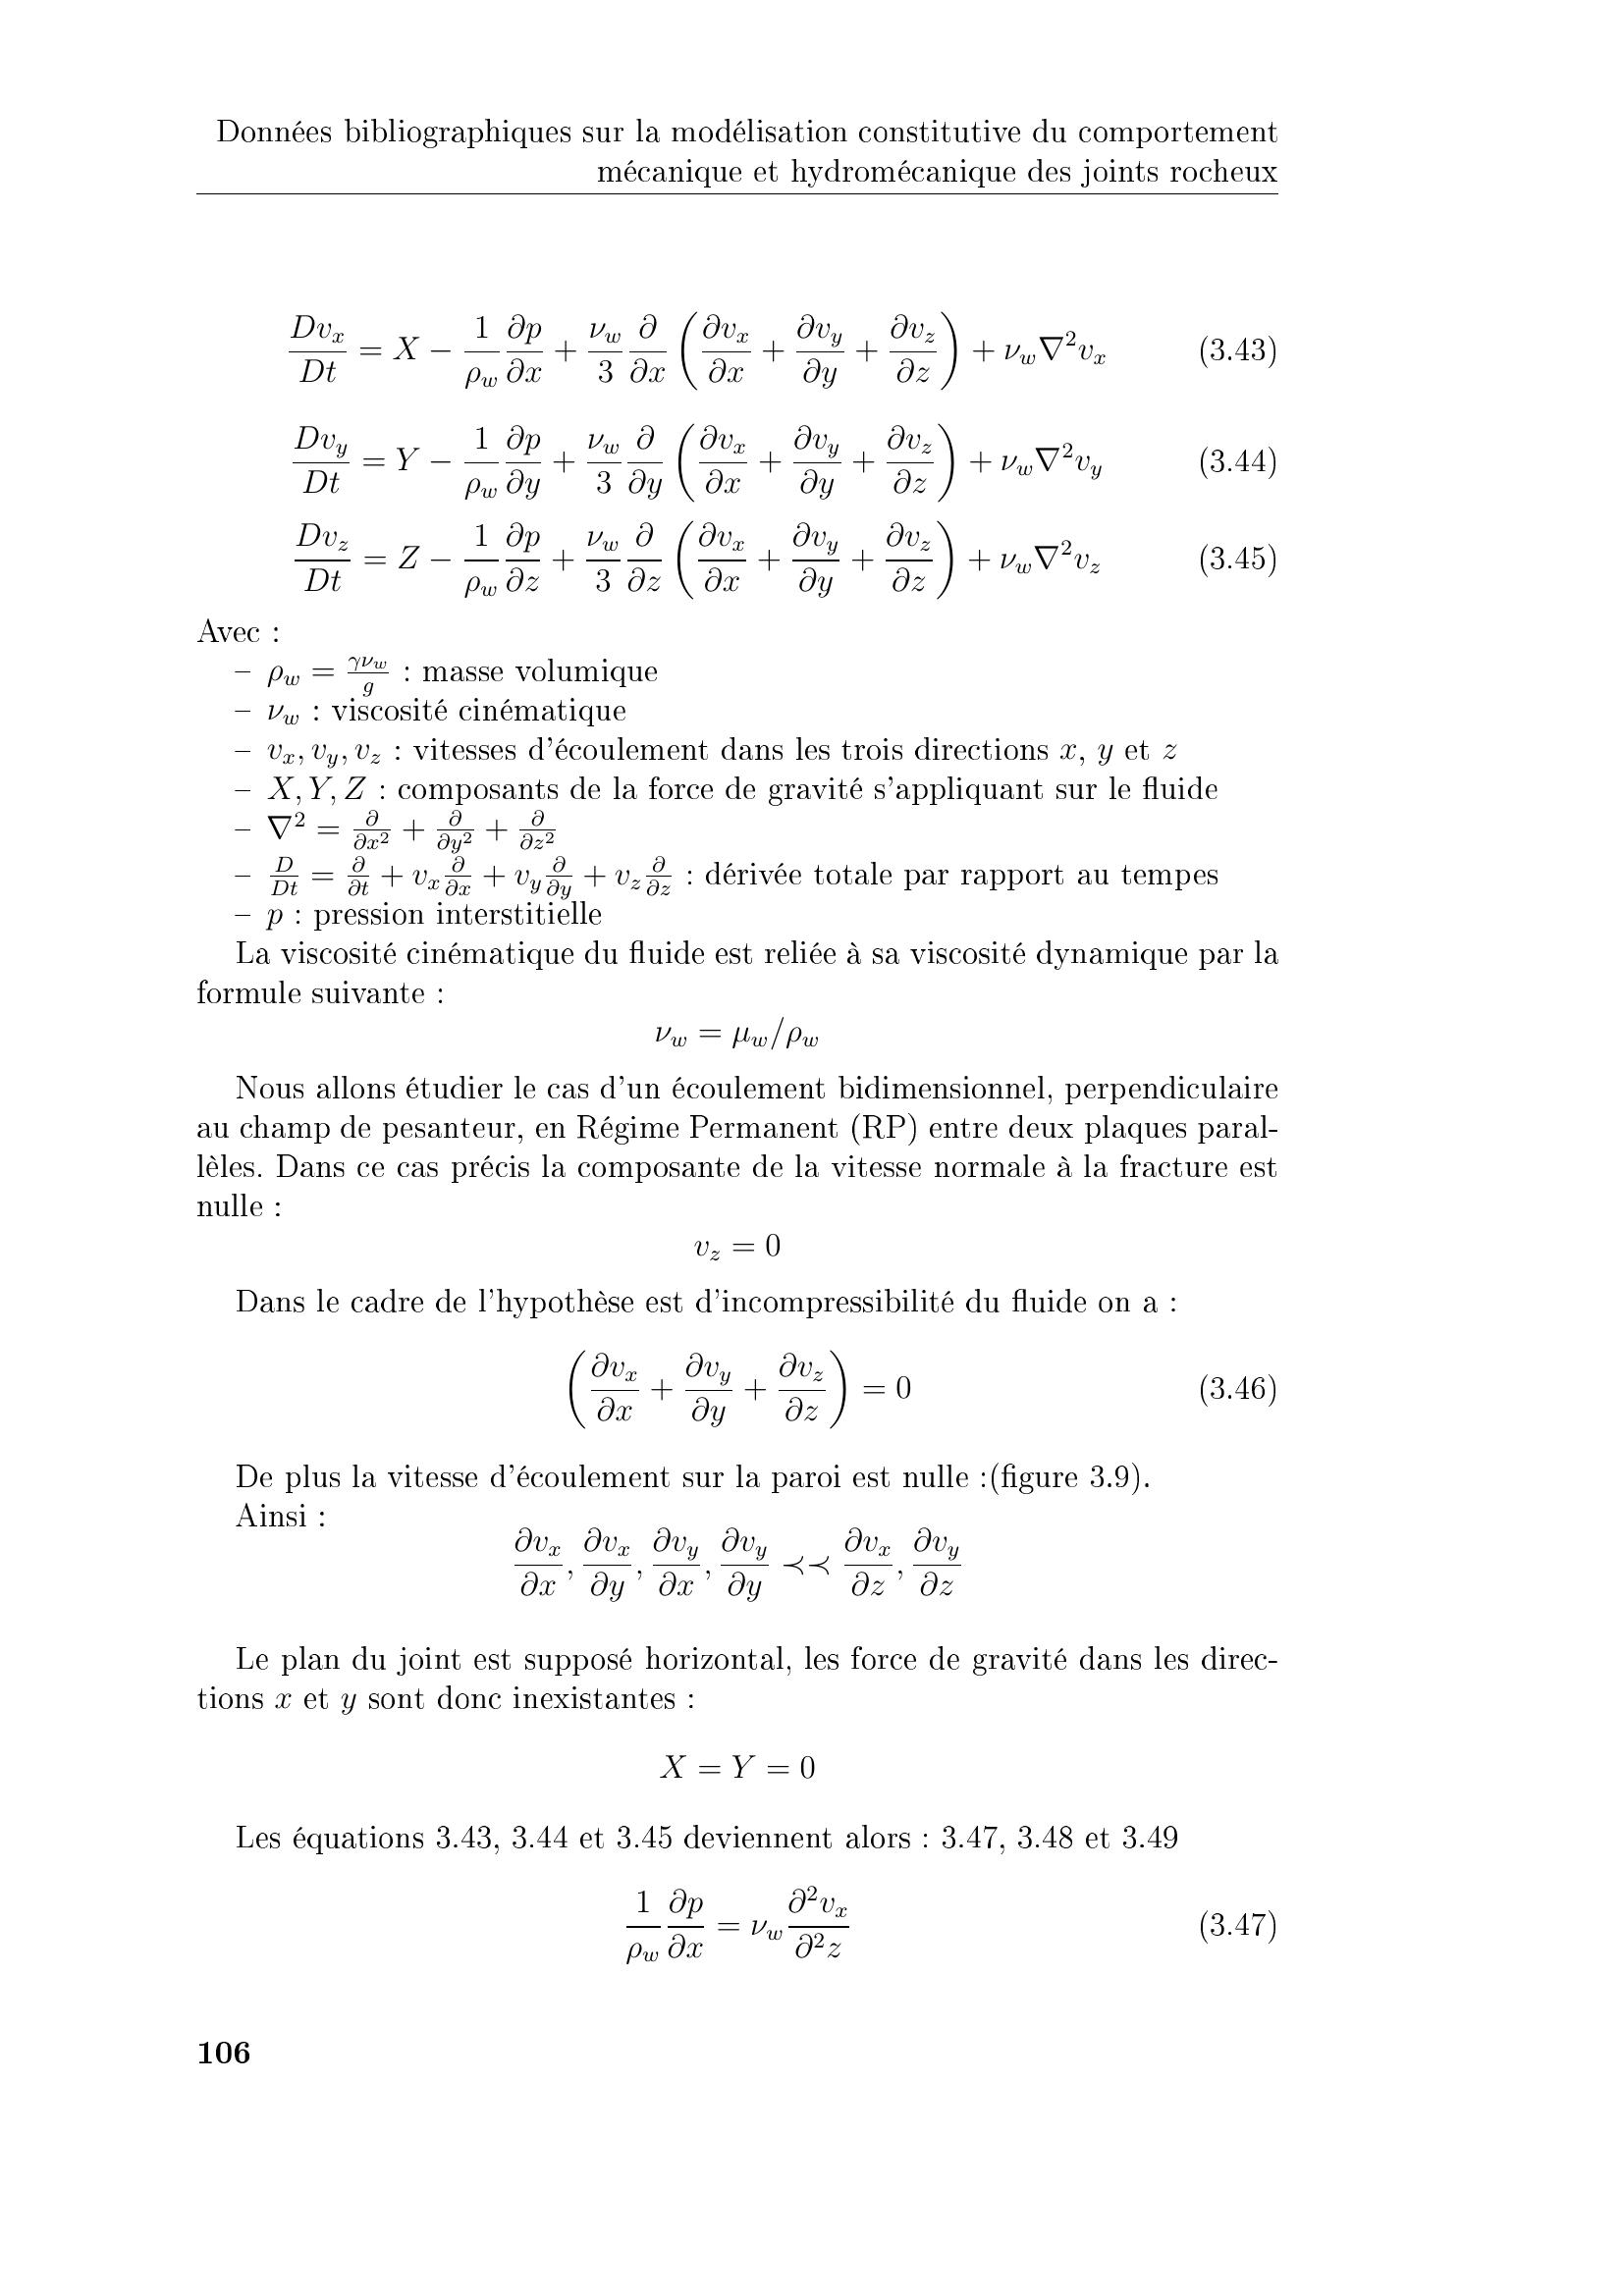 Données bibliographiques sur la modélisation constitutive du comportement
mécanique et hydromécanique des joints rocheux
$$\frac{Dv_x}{Dt} = X - \frac{1}{\rho_w}\frac{\partial p}{\partial x} + \frac{\nu_w}{3}\frac{\partial}{\partial x}\left(\frac{\partial v_x}{\partial x} + \frac{\partial v_y}{\partial y} + \frac{\partial v_z}{\partial z}\right) + \nu_w \nabla^2 v_x \quad (3.43)$$
$$\frac{Dv_y}{Dt} = Y - \frac{1}{\rho_w}\frac{\partial p}{\partial y} + \frac{\nu_w}{3}\frac{\partial}{\partial y}\left(\frac{\partial v_x}{\partial x} + \frac{\partial v_y}{\partial y} + \frac{\partial v_z}{\partial z}\right) + \nu_w \nabla^2 v_y \quad (3.44)$$
$$\frac{Dv_z}{Dt} = Z - \frac{1}{\rho_w}\frac{\partial p}{\partial z} + \frac{\nu_w}{3}\frac{\partial}{\partial z}\left(\frac{\partial v_x}{\partial x} + \frac{\partial v_y}{\partial y} + \frac{\partial v_z}{\partial z}\right) + \nu_w \nabla^2 v_z \quad (3.45)$$
Avec :
– $\rho_w = \frac{\gamma\nu_w}{g}$ : masse volumique
– $\nu_w$ : viscosité cinématique
– $v_x, v_y, v_z$ : vitesses d'écoulement dans les trois directions $x$, $y$ et $z$
– $X, Y, Z$ : composants de la force de gravité s'appliquant sur le fluide
– $\nabla^2 = \frac{\partial}{\partial x^2} + \frac{\partial}{\partial y^2} + \frac{\partial}{\partial z^2}$
– $\frac{D}{Dt} = \frac{\partial}{\partial t} + v_x\frac{\partial}{\partial x} + v_y\frac{\partial}{\partial y} + v_z\frac{\partial}{\partial z}$ : dérivée totale par rapport au tempes
– $p$ : pression interstitielle
La viscosité cinématique du fluide est reliée à sa viscosité dynamique par la
formule suivante :
$$\nu_w = \mu_w/\rho_w$$
Nous allons étudier le cas d'un écoulement bidimensionnel, perpendiculaire
au champ de pesanteur, en Régime Permanent (RP) entre deux plaques paral-
lèles. Dans ce cas précis la composante de la vitesse normale à la fracture est
nulle :
$$v_z = 0$$
Dans le cadre de l'hypothèse est d'incompressibilité du fluide on a :
$$\left(\frac{\partial v_x}{\partial x} + \frac{\partial v_y}{\partial y} + \frac{\partial v_z}{\partial z}\right) = 0 \quad (3.46)$$
De plus la vitesse d'écoulement sur la paroi est nulle :(figure 3.9).
Ainsi :
$$\frac{\partial v_x}{\partial x}, \frac{\partial v_x}{\partial y}, \frac{\partial v_y}{\partial x}, \frac{\partial v_y}{\partial y} \prec\prec \frac{\partial v_x}{\partial z}, \frac{\partial v_y}{\partial z}$$
Le plan du joint est supposé horizontal, les force de gravité dans les direc-
tions $x$ et $y$ sont donc inexistantes :
$$X = Y = 0$$
Les équations 3.43, 3.44 et 3.45 deviennent alors : 3.47, 3.48 et 3.49
$$\frac{1}{\rho_w}\frac{\partial p}{\partial x} = \nu_w\frac{\partial^2 v_x}{\partial^2 z} \quad (3.47)$$
106